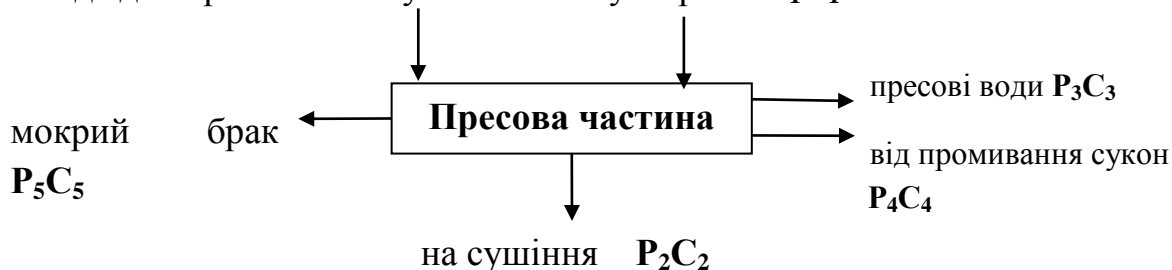 Пресова частина
пресові води P₃C₃
мокрий брак
P₅C₅
від промивання сукон
P₄C₄
на сушіння P₂C₂